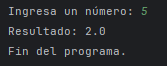 Ingresa un número: 5
Resultado: 2.0
Fin del programa.